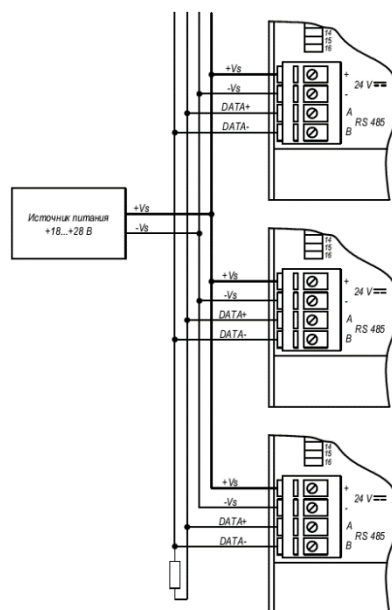 14
15
16
+Vs
+
24 V
-Vs
-
DATA+
A
RS 485
DATA-
B
Источник питания
+18...+28 В
+Vs
-Vs
14
15
16
+Vs
+
24 V
-Vs
-
DATA+
A
RS 485
DATA-
B
14
15
16
+Vs
+
24 V
-Vs
-
DATA+
A
RS 485
DATA-
B